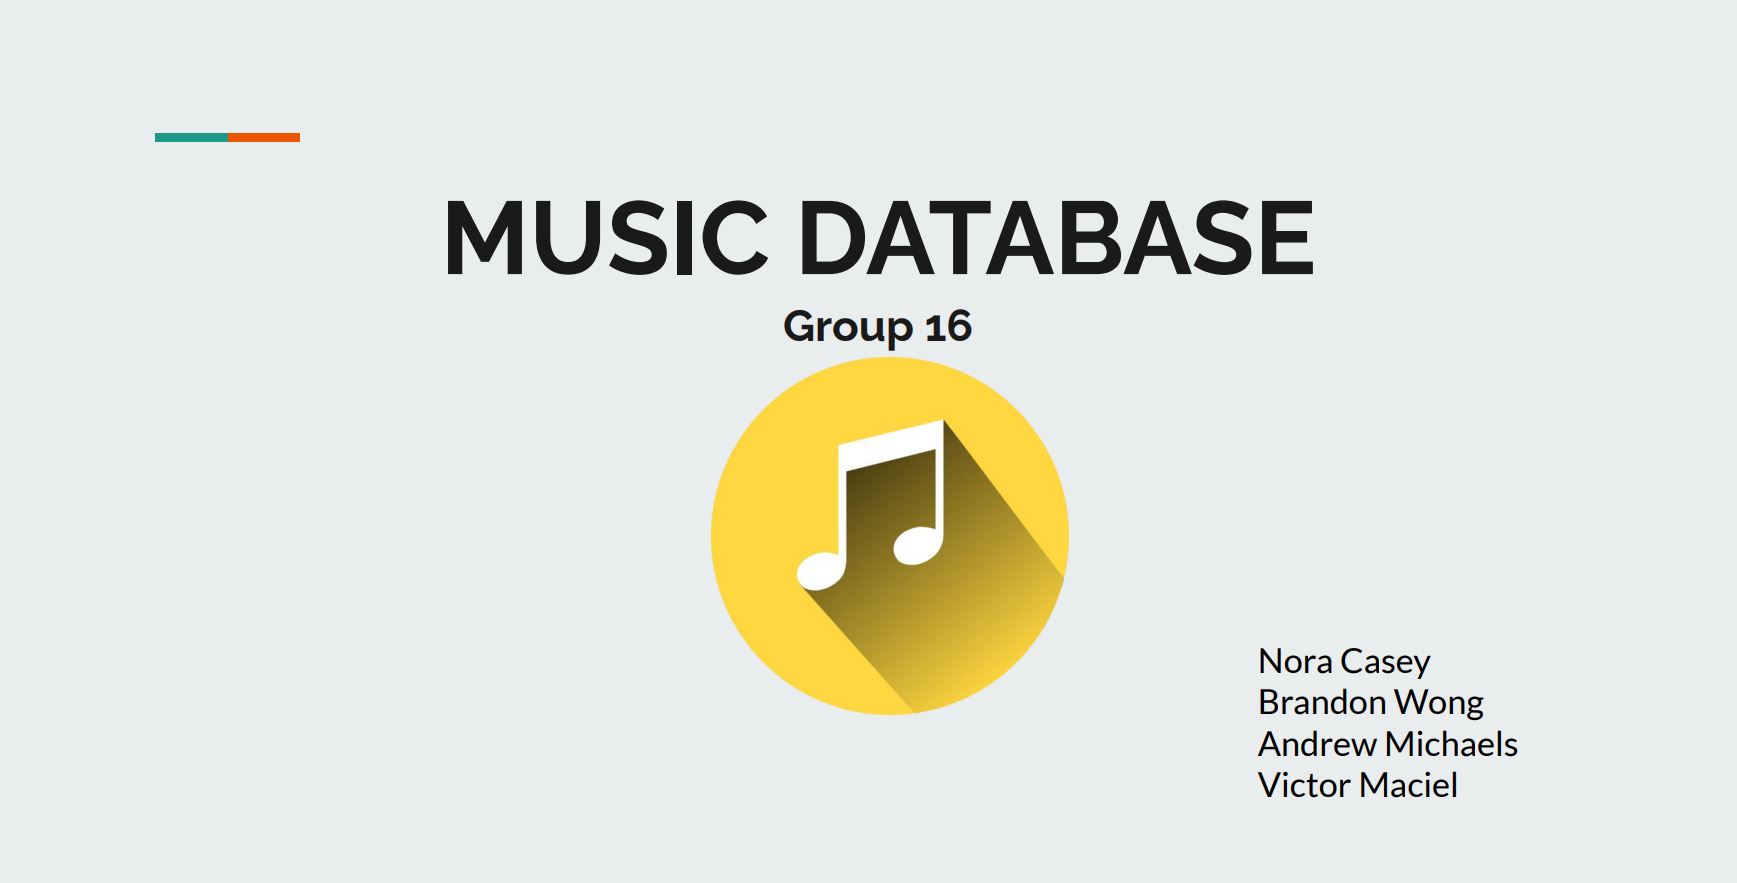 MUSIC DATABASE
Group 16
Nora Casey
Brandon Wong
Andrew Michaels
Victor Maciel